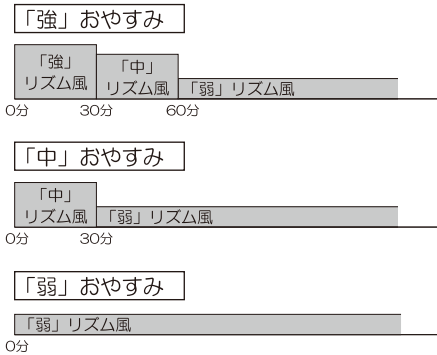 「強」おやすみ
「強」
リズム風
「中」
リズム風
「弱」リズム風
0分 30分 60分
「中」おやすみ
「中」
リズム風
「弱」リズム風
0分 30分
「弱」おやすみ
「弱」リズム風
0分